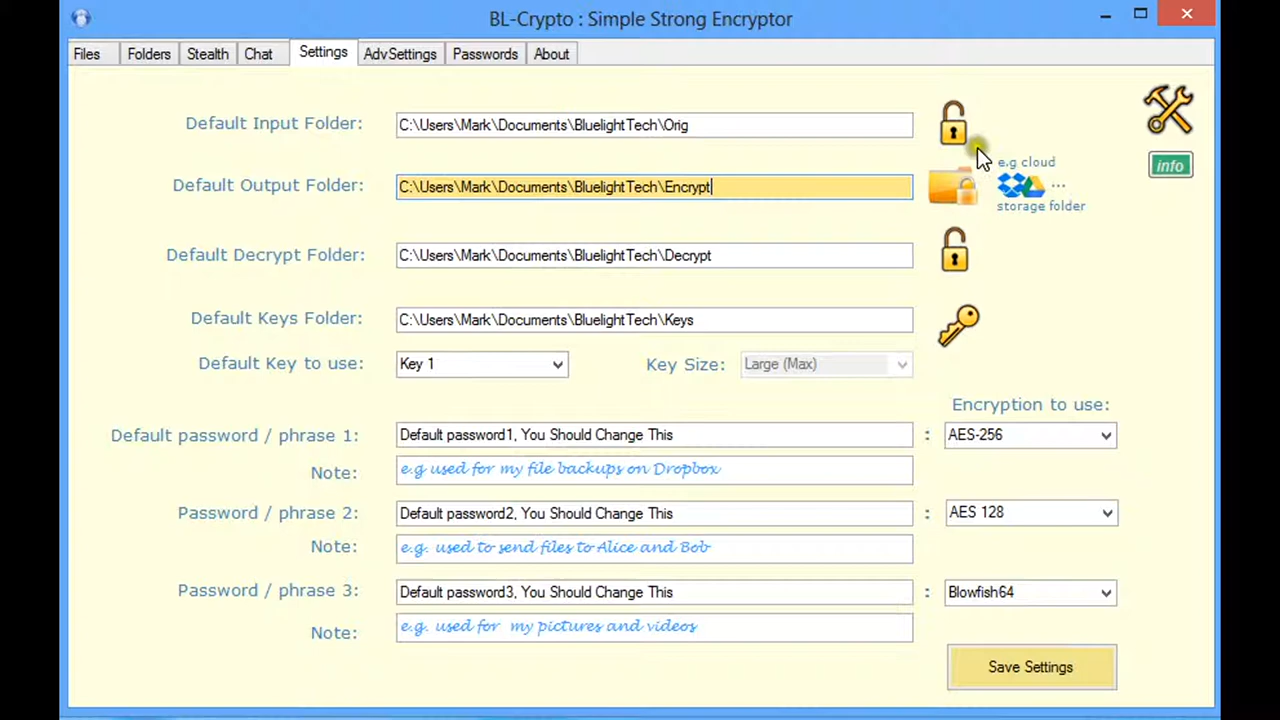 BL-Crypto : Simple Strong Encryptor
Files Folders Stealth Chat Settings AdvSettings Passwords About
Default Input Folder: C:\Users\Mark\Documents\BluelightTech\Orig
e.g cloud
info
Default Output Folder: C:\Users\Mark\Documents\BluelightTech\Encrypt
...
storage folder
Default Decrypt Folder: C:\Users\Mark\Documents\BluelightTech\Decrypt
Default Keys Folder: C:\Users\Mark\Documents\BluelightTech\Keys
Default Key to use: Key 1 Key Size: Large (Max)
Encryption to use:
Default password / phrase 1: Default password1, You Should Change This : AES-256
Note: e.g used for my file backups on Dropbox
Password / phrase 2: Default password2, You Should Change This : AES 128
Note: e.g. used to send files to Alice and Bob
Password / phrase 3: Default password3, You Should Change This : Blowfish64
Note: e.g. used for my pictures and videos
Save Settings